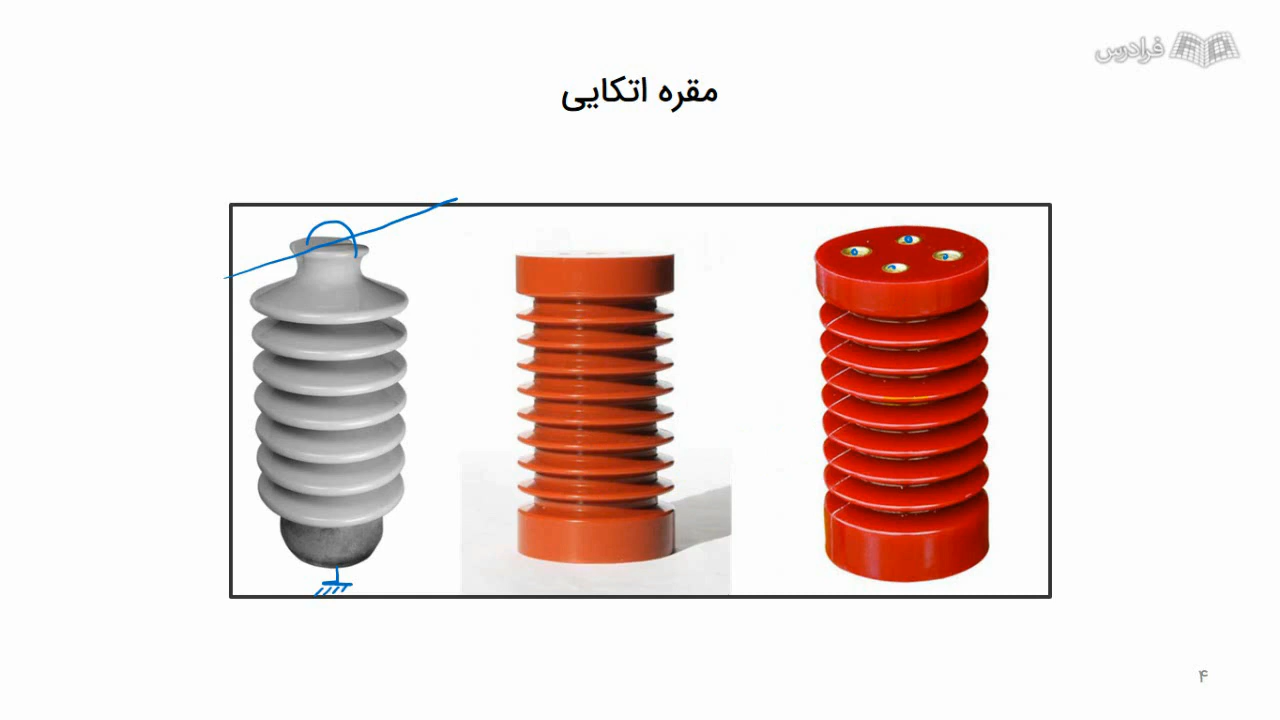 فرادرس
مقره اتکایی
۴